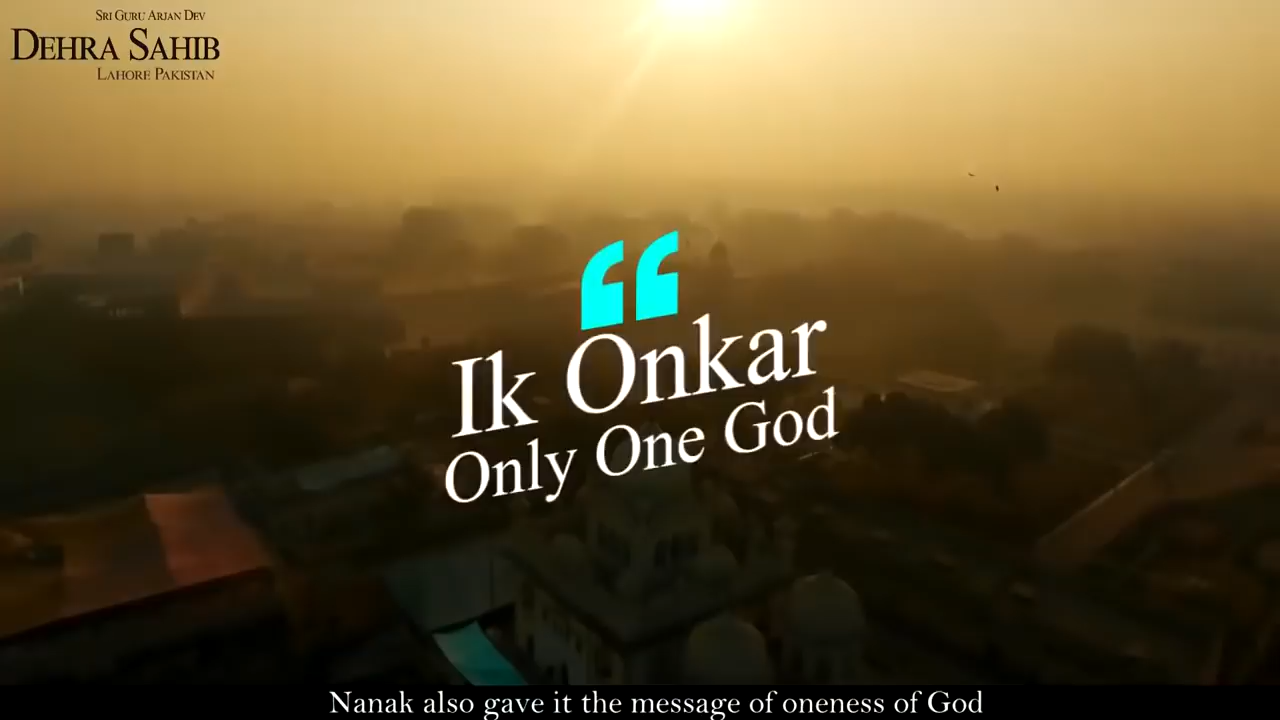 Sri Guru Arjan Dev
Dehra Sahib
Lahore Pakistan
“
Ik Onkar
Only One God
Nanak also gave it the message of oneness of God